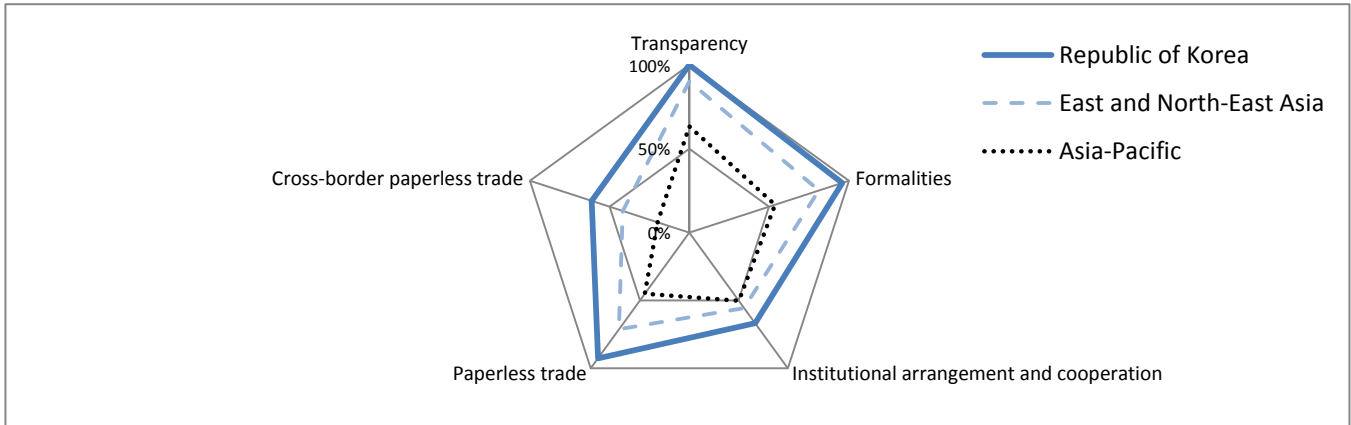 Transparency
100%
50%
0%
Cross-border paperless trade
Formalities
Paperless trade
Institutional arrangement and cooperation
Republic of Korea
East and North-East Asia
Asia-Pacific